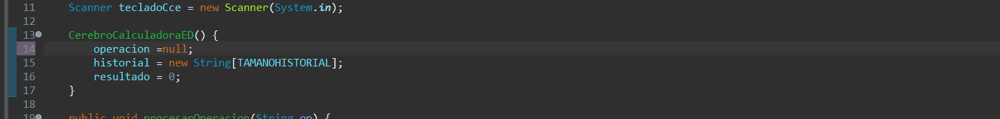 11 Scanner tecladoCce = new Scanner(System.in);
12
13 CerebroCalculadoraED() {
14 operacion =null;
15 historial = new String[TAMANOHISTORIAL];
16 resultado = 0;
17 }
18
19 public void procesarOperacion(String op) {